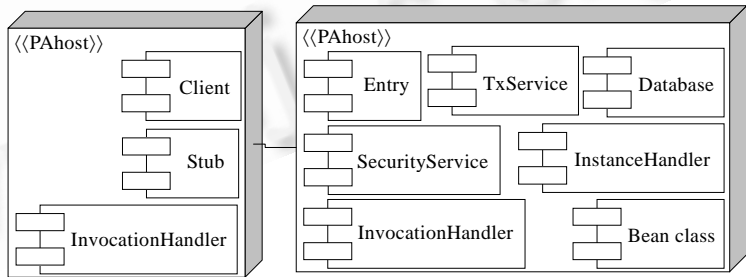 ⟨⟨PAhost⟩⟩
Client
Stub
InvocationHandler
⟨⟨PAhost⟩⟩
Entry
TxService
Database
SecurityService
InstanceHandler
InvocationHandler
Bean class